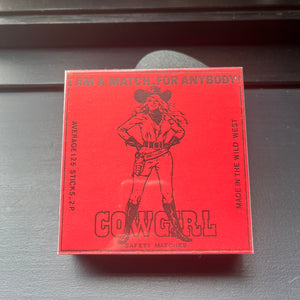 I AM A MATCH, FOR ANYBODY!
AVERAGE 125 STICKS. 2 P.
MADE IN THE WILD WEST
COWGIRL
SAFETY MATCHES